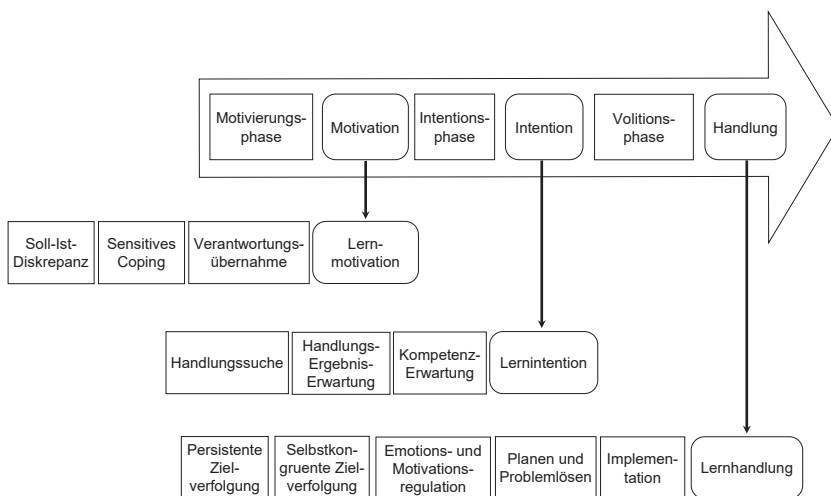 Motivierungs-
phase
Motivation
Intentions-
phase
Intention
Volitions-
phase
Handlung
Soll-Ist-
Diskrepanz
Sensitives
Coping
Verantwortungs-
übernahme
Lern-
motivation
Handlungssuche
Handlungs-
Ergebnis-
Erwartung
Kompetenz-
Erwartung
Lernintention
Persistente
Ziel-
verfolgung
Selbstkon-
gruente Ziel-
verfolgung
Emotions- und
Motivations-
regulation
Planen und
Problemlösen
Implemen-
tation
Lernhandlung